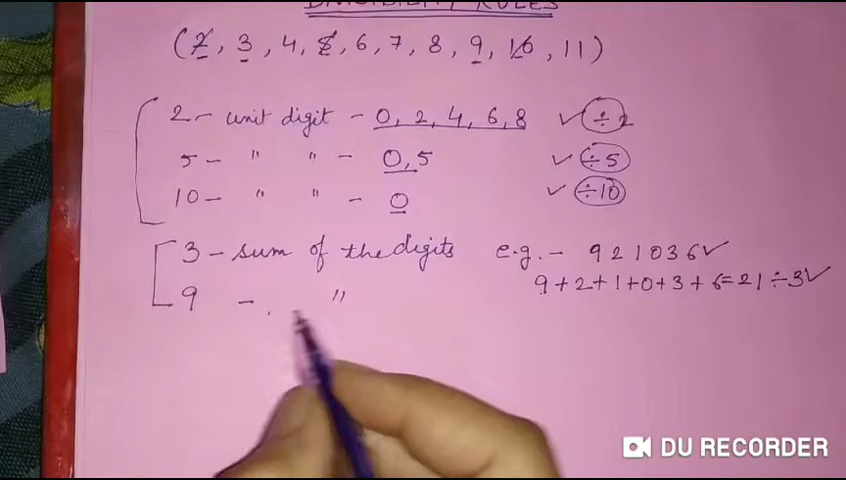 DIVISIBILITY RULES
(2, 3, 4, 5, 6, 7, 8, 9, 10, 11)
2 - unit digit - 0, 2, 4, 6, 8 ✓ ÷2
5 - " " - 0,5 ✓ ÷5
10 - " " - 0 ✓ ÷10
3 - sum of the digits e.g. - 921036 ✓
9+2+1+0+3+6=21÷3 ✓
9 - "
DU RECORDER